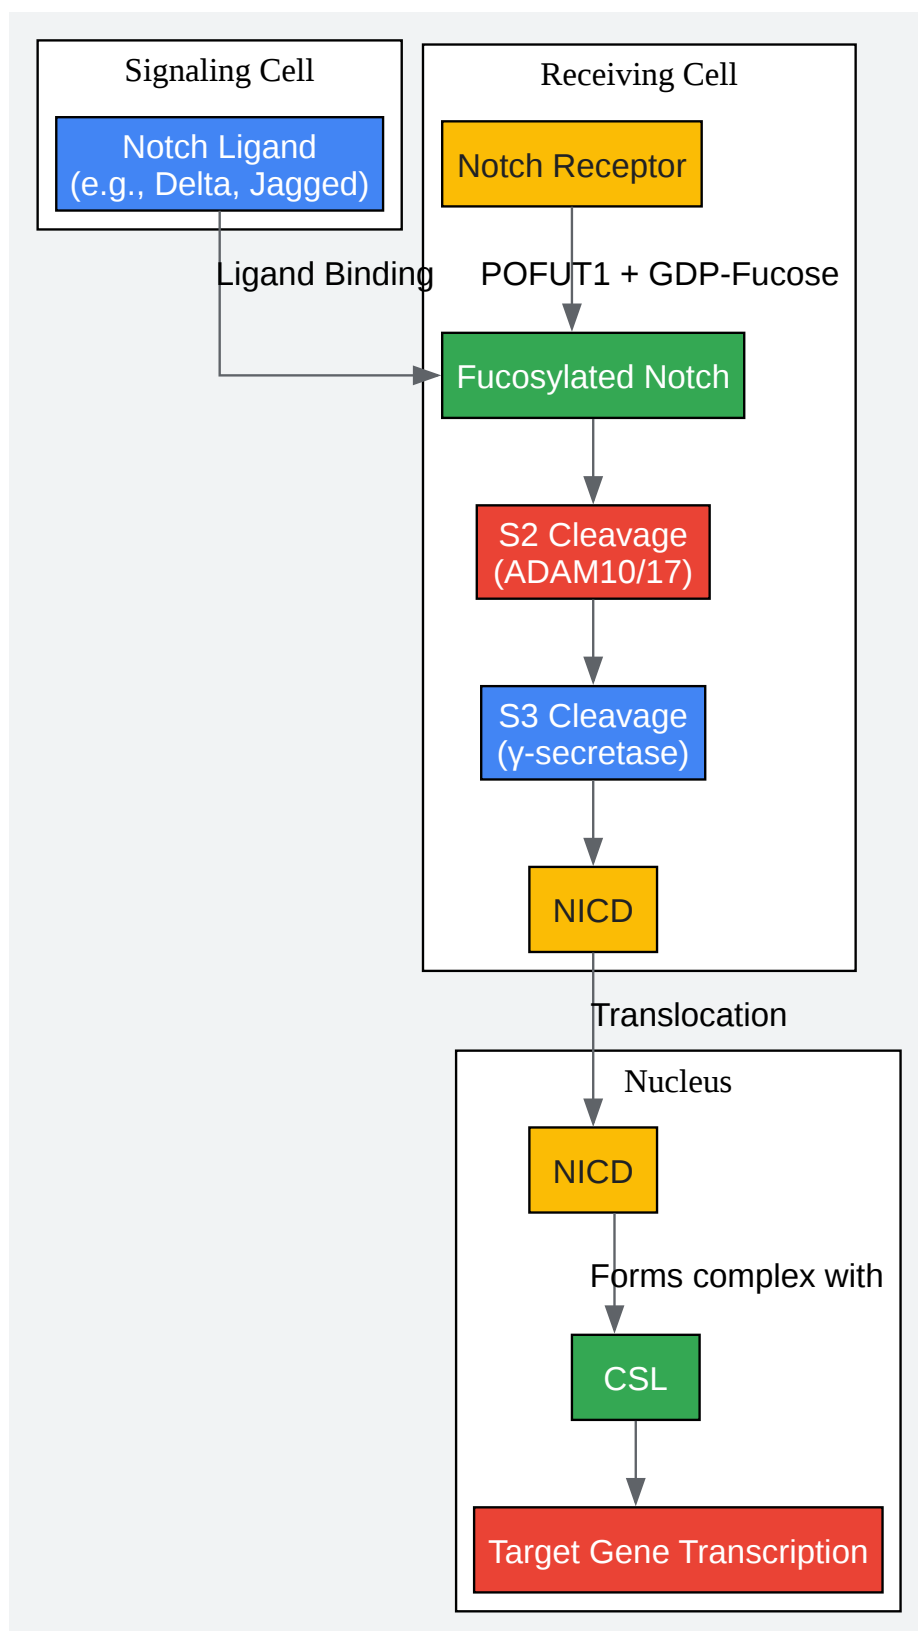 Signaling Cell
Notch Ligand
(e.g., Delta, Jagged)
Receiving Cell
Notch Receptor
Ligand Binding
POFUT1 + GDP-Fucose
Fucosylated Notch
S2 Cleavage
(ADAM10/17)
S3 Cleavage
(γ-secretase)
NICD
Translocation
Nucleus
NICD
Forms complex with
CSL
Target Gene Transcription